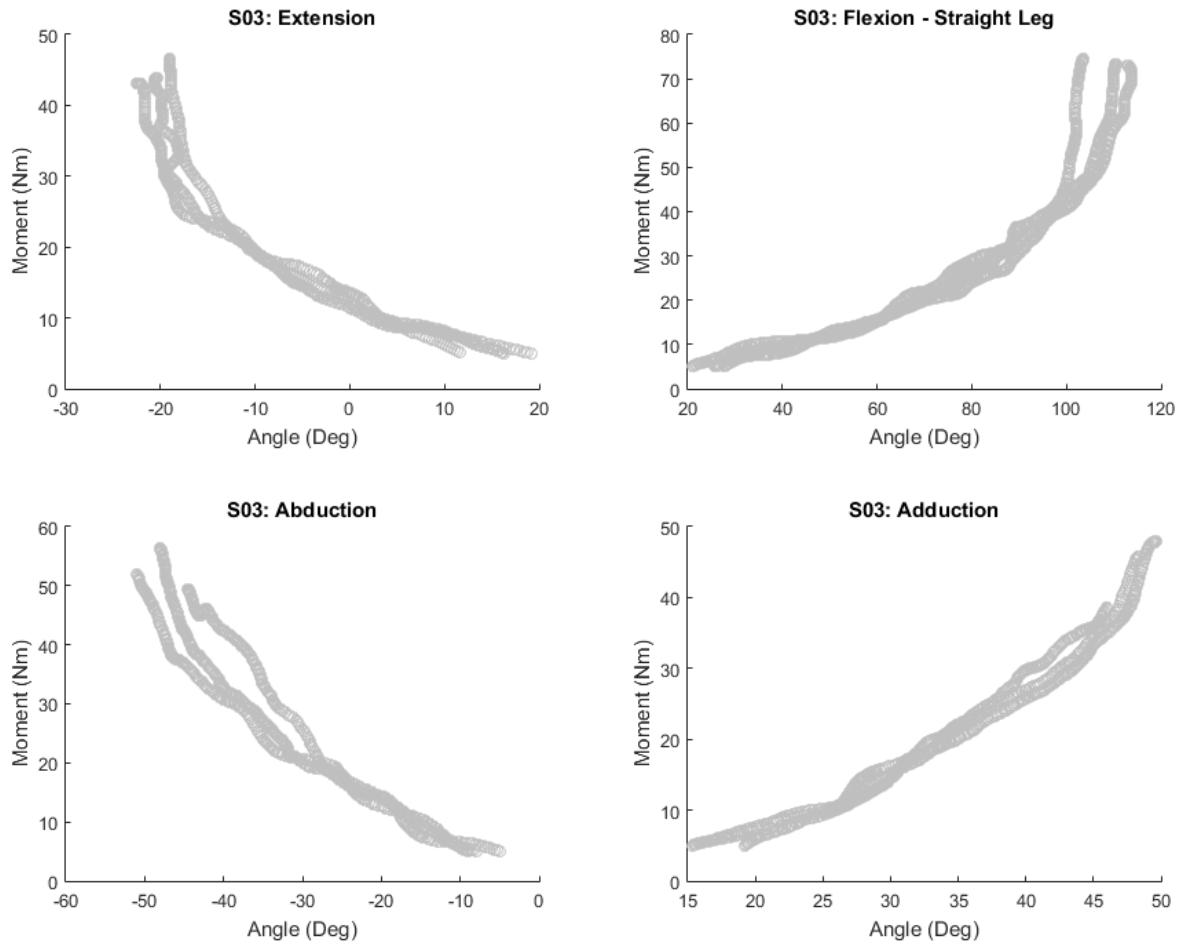 S03: Extension
50
40
30
20
10
0
Moment (Nm)
-30 -20 -10 0 10 20
Angle (Deg)
S03: Flexion - Straight Leg
80
70
60
50
40
30
20
10
0
Moment (Nm)
20 40 60 80 100 120
Angle (Deg)
S03: Abduction
60
50
40
30
20
10
0
Moment (Nm)
-60 -50 -40 -30 -20 -10 0
Angle (Deg)
S03: Adduction
50
40
30
20
10
0
Moment (Nm)
15 20 25 30 35 40 45 50
Angle (Deg)